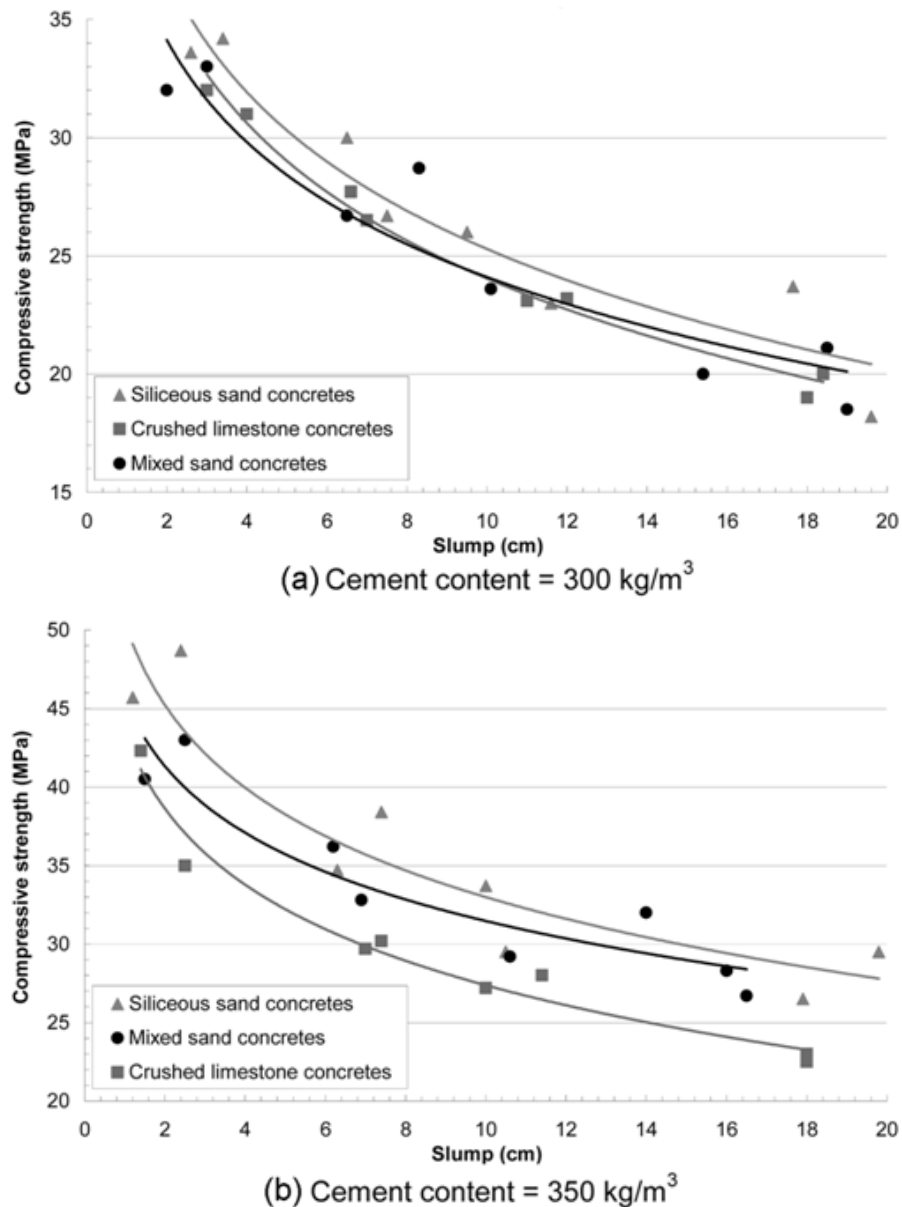 35
30
25
20
15
Compressive strength (MPa)
Siliceous sand concretes
Crushed limestone concretes
Mixed sand concretes
0 2 4 6 8 10 12 14 16 18 20
Slump (cm)
(a) Cement content = 300 kg/m³
50
45
40
35
30
25
20
Compressive strength (MPa)
Siliceous sand concretes
Mixed sand concretes
Crushed limestone concretes
0 2 4 6 8 10 12 14 16 18 20
Slump (cm)
(b) Cement content = 350 kg/m³